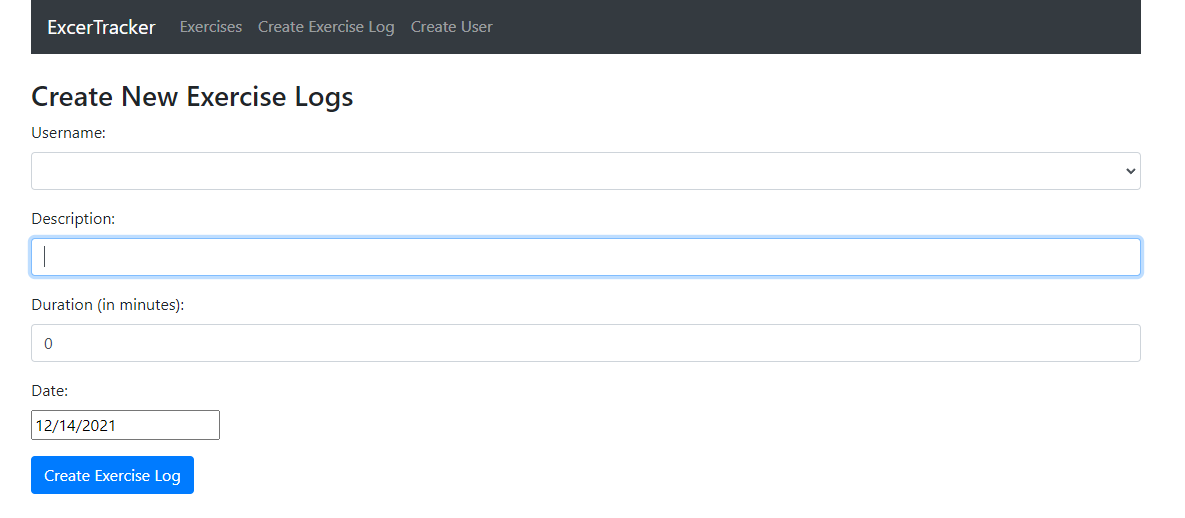 ExcerTracker Exercises Create Exercise Log Create User
Create New Exercise Logs
Username:
Description:
Duration (in minutes):
0
Date:
12/14/2021
Create Exercise Log